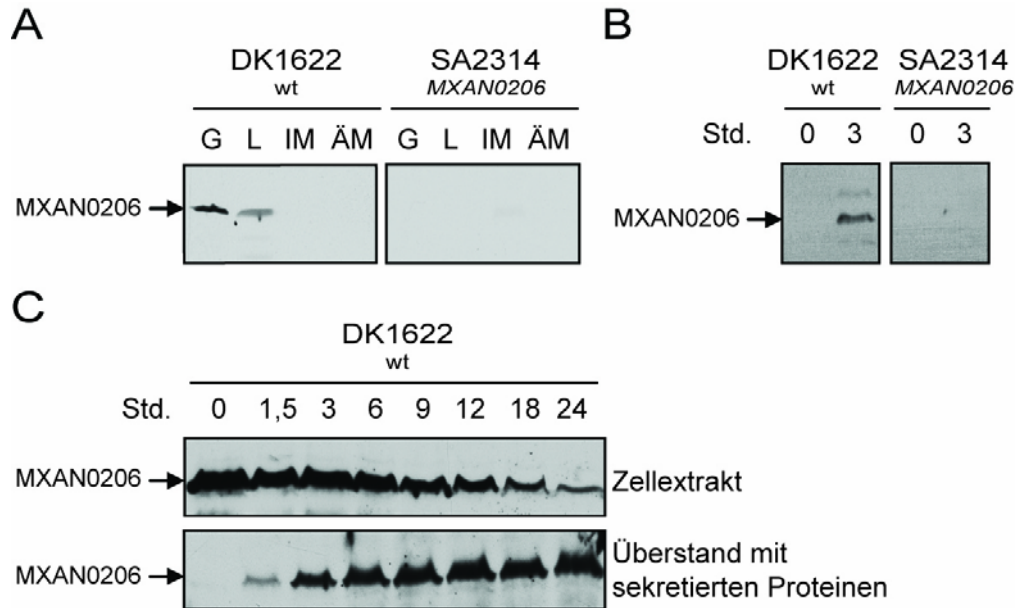 A
DK1622
wt
SA2314
MXAN0206
G L IM ÄM
G L IM ÄM
MXAN0206
B
DK1622
wt
SA2314
MXAN0206
Std. 0 3 0 3
MXAN0206
C
DK1622
wt
Std. 0 1,5 3 6 9 12 18 24
MXAN0206
Zellextrakt
MXAN0206
Überstand mit
sekretierten Proteinen